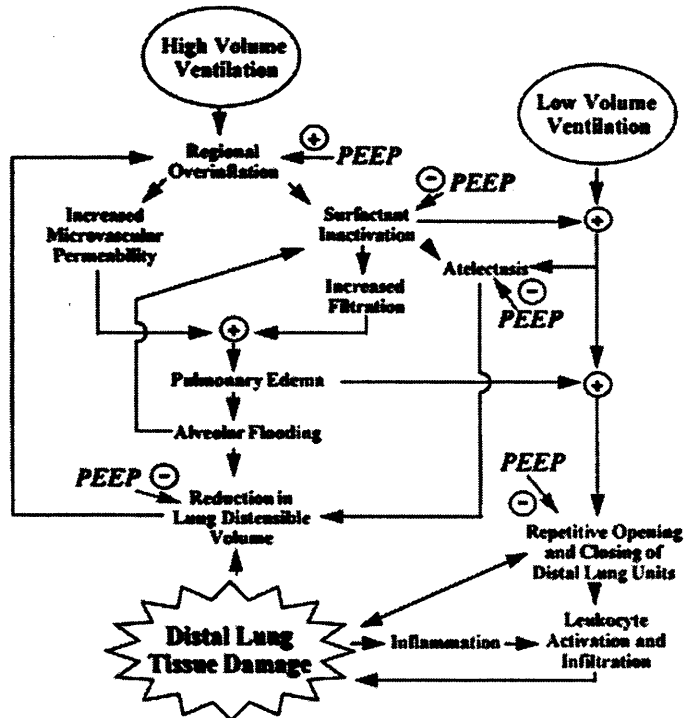 High Volume
Ventilation
Low Volume
Ventilation
+
PEEP
Regional
Overinflation
−
PEEP
Increased
Microvascular
Permeability
Surfactant
Inactivation
+
Atelectasis
Increased
Filtration
−
PEEP
+
Pulmonary Edema
+
Alveolar Flooding
PEEP
−
Reduction in
Lung Distensible
Volume
PEEP
−
Repetitive Opening
and Closing of
Distal Lung Units
Distal Lung
Tissue Damage
Inflammation
Leukocyte
Activation and
Infiltration